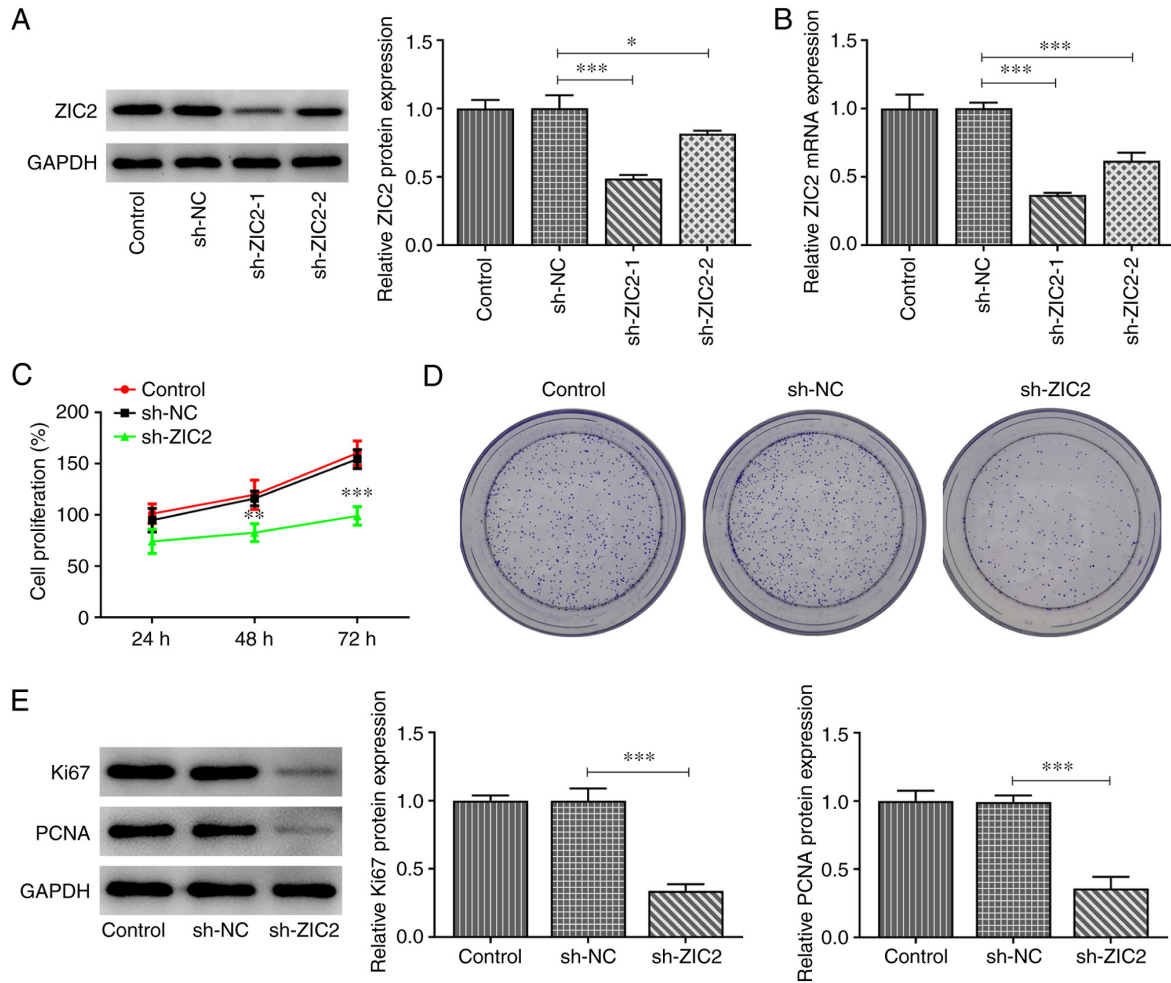 A
ZIC2
GAPDH
Control
sh-NC
sh-ZIC2-1
sh-ZIC2-2
Relative ZIC2 protein expression
1.5
1.0
0.5
0.0
***
*
Control
sh-NC
sh-ZIC2-1
sh-ZIC2-2
B
Relative ZIC2 mRNA expression
1.5
1.0
0.5
0.0
***
***
Control
sh-NC
sh-ZIC2-1
sh-ZIC2-2
C
Control
sh-NC
sh-ZIC2
Cell proliferation (%)
200
150
100
50
0
**
***
24 h
48 h
72 h
D
Control
sh-NC
sh-ZIC2
E
Ki67
PCNA
GAPDH
Control
sh-NC
sh-ZIC2
Relative Ki67 protein expression
1.5
1.0
0.5
0.0
***
Control
sh-NC
sh-ZIC2
Relative PCNA protein expression
1.5
1.0
0.5
0.0
***
Control
sh-NC
sh-ZIC2